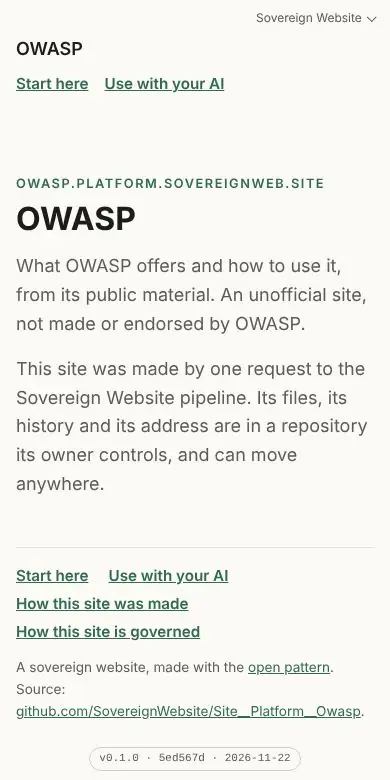 Sovereign Website
OWASP
Start here Use with your AI
OWASP.PLATFORM.SOVEREIGNWEB.SITE
OWASP
What OWASP offers and how to use it,
from its public material. An unofficial site,
not made or endorsed by OWASP.
This site was made by one request to the
Sovereign Website pipeline. Its files, its
history and its address are in a repository
its owner controls, and can move
anywhere.
Start here Use with your AI
How this site was made
How this site is governed
A sovereign website, made with the open pattern.
Source:
github.com/SovereignWebsite/Site__Platform__Owasp.
v0.1.0 · 5ed567d · 2026-11-22